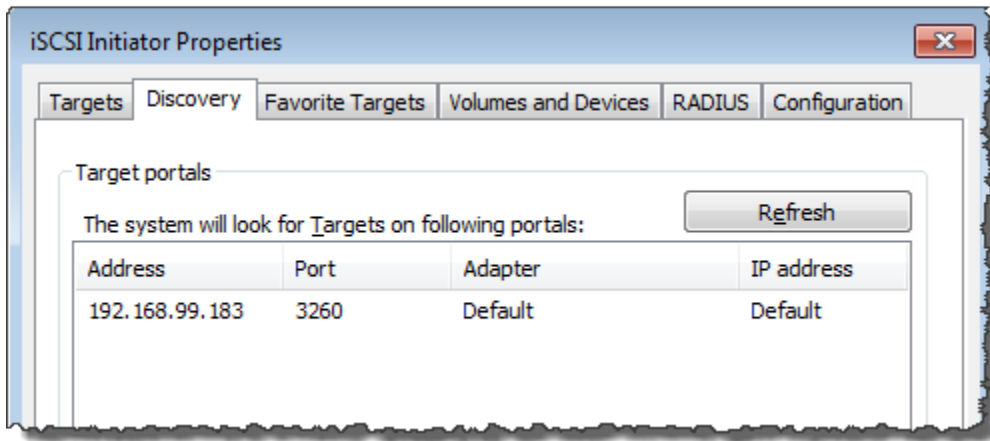 iSCSI Initiator Properties
Targets Discovery Favorite Targets Volumes and Devices RADIUS Configuration
Target portals
The system will look for Targets on following portals:
Refresh
Address Port Adapter IP address
192.168.99.183 3260 Default Default